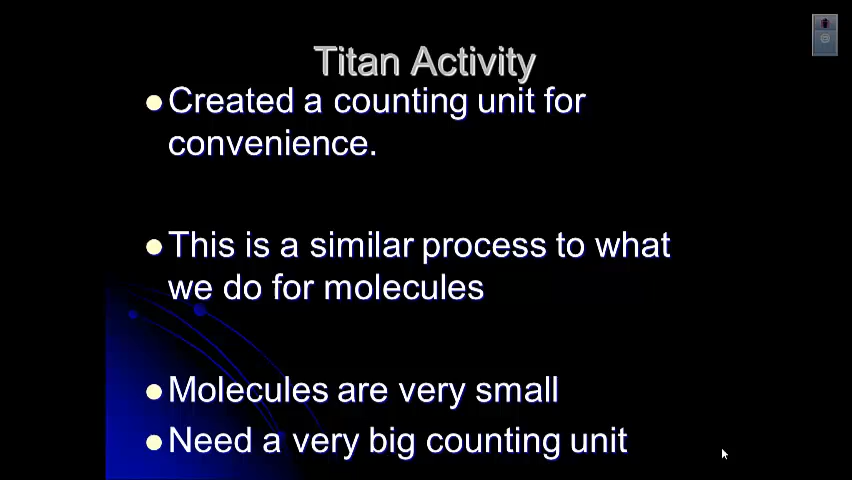 Titan Activity
Created a counting unit for
convenience.
This is a similar process to what
we do for molecules
Molecules are very small
Need a very big counting unit